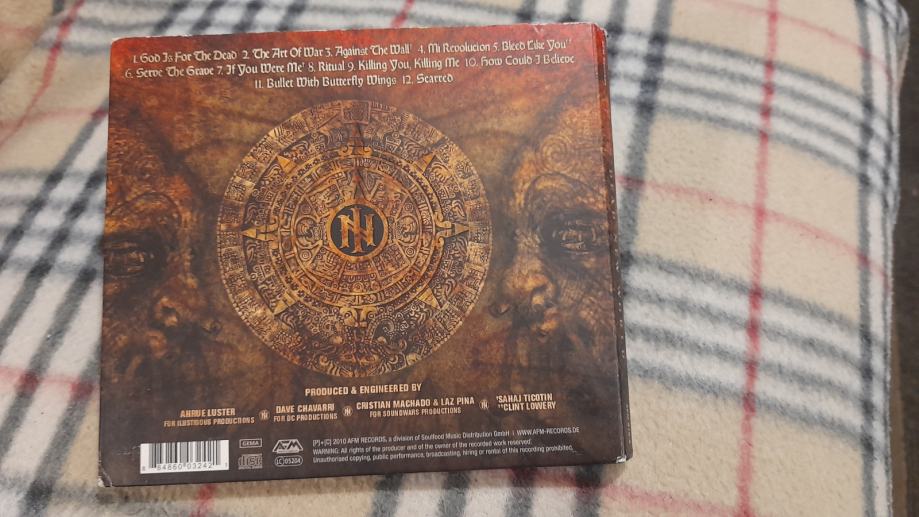 1. God Is For The Dead 2. The Art Of War 3. Against The Wall* 4. Mi Revolucion 5. Bleed Like You**
6. Serve The Grave 7. If You Were Me* 8. Ritual 9. Killing You, Killing Me 10. How Could I Believe
11. Bullet With Butterfly Wings 12. Scarred
IN
PRODUCED & ENGINEERED BY
AHRUE LUSTER
FOR ILUSTIGOUS PRODUCTIONS
DAVE CHAVARRI
FOR DC PRODUCTIONS
CRISTIAN MACHADO & LAZ PINA
FOR SOUNDWARS PRODUCTIONS
*SAHAJ TICOTIN
**CLINT LOWERY
GEMA
AFM
LC 05204
[P]+[C] 2010 AFM RECORDS, a division of Soulfood Music Distribution GmbH | WWW.AFM-RECORDS.DE
WARNING: All rights of the producer and of the owner of the recorded work reserved.
Unauthorised copying, public performance, broadcasting, hiring or rental of this recording prohibited.